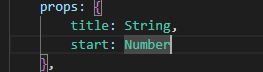 props: {
title: String,
start: Number
},